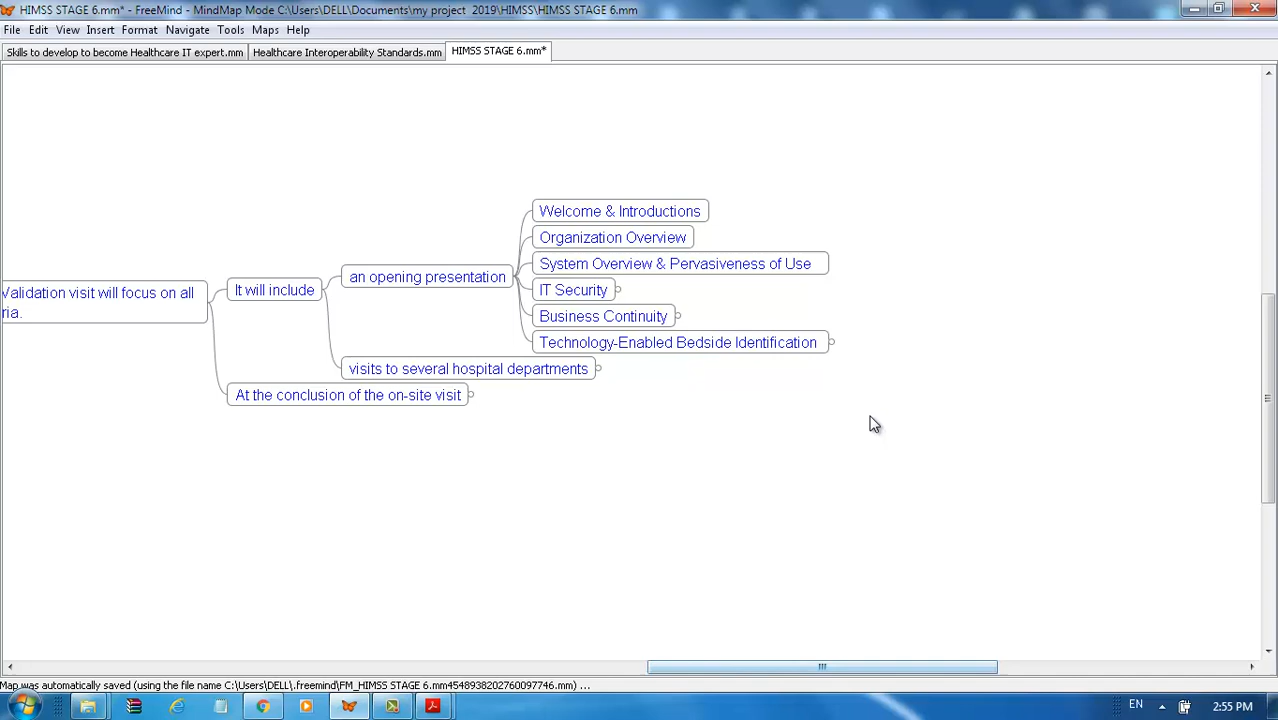 HIMSS STAGE 6.mm* - FreeMind - MindMap Mode C:\Users\DELL\Documents\my project  2019\HIMSS\HIMSS STAGE 6.mm
File Edit View Insert Format Navigate Tools Maps Help
Skills to develop to become Healthcare IT expert.mm Healthcare Interoperability Standards.mm HIMSS STAGE 6.mm*
Welcome & Introductions
Organization Overview
System Overview & Pervasiveness of Use
an opening presentation
IT Security
It will include
Validation visit will focus on all
ria.
Business Continuity
Technology-Enabled Bedside Identification
visits to several hospital departments
At the conclusion of the on-site visit
Map was automatically saved (using the file name C:\Users\DELL\.freemind\FM_HIMSS STAGE 6.mm4548938202760097746.mm) ...
EN 2:55 PM